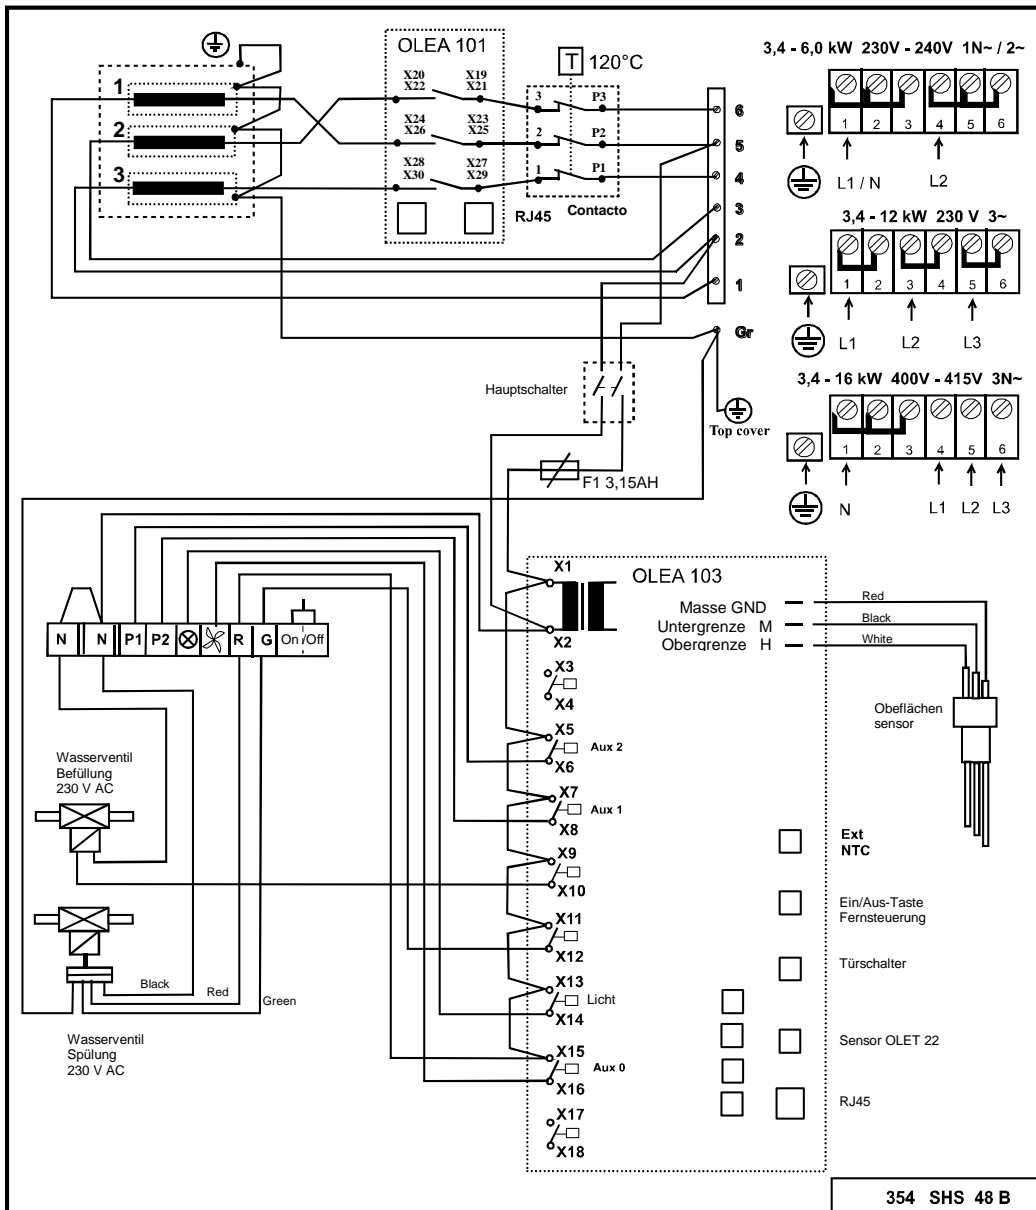 OLEA 101
T 120°C
X20 X19
X22 X21
X24 X23
X26 X25
X28 X27
X30 X29
3 P3
2 P2
1 P1
RJ45 Contacto
1
2
3
6
5
4
3
2
1
Gr
Top cover
Hauptschalter
F1 3,15AH
3,4 - 6,0 kW 230V - 240V 1N~ / 2~
1 2 3 4 5 6
L1 / N L2
3,4 - 12 kW 230 V 3~
1 2 3 4 5 6
L1 L2 L3
3,4 - 16 kW 400V - 415V 3N~
1 2 3 4 5 6
N L1 L2 L3
N N P1 P2 R G On/Off
Wasserventil
Befüllung
230 V AC
Black
Red
Green
Wasserventil
Spülung
230 V AC
OLEA 103
X1
X2
X3
X4
X5
Aux 2
X6
X7
Aux 1
X8
X9
X10
X11
X12
X13
Licht
X14
X15
Aux 0
X16
X17
X18
Masse GND
Untergrenze M
Obergrenze H
Red
Black
White
Obeflächen
sensor
Ext
NTC
Ein/Aus-Taste
Fernsteuerung
Türschalter
Sensor OLET 22
RJ45
354 SHS 48 B